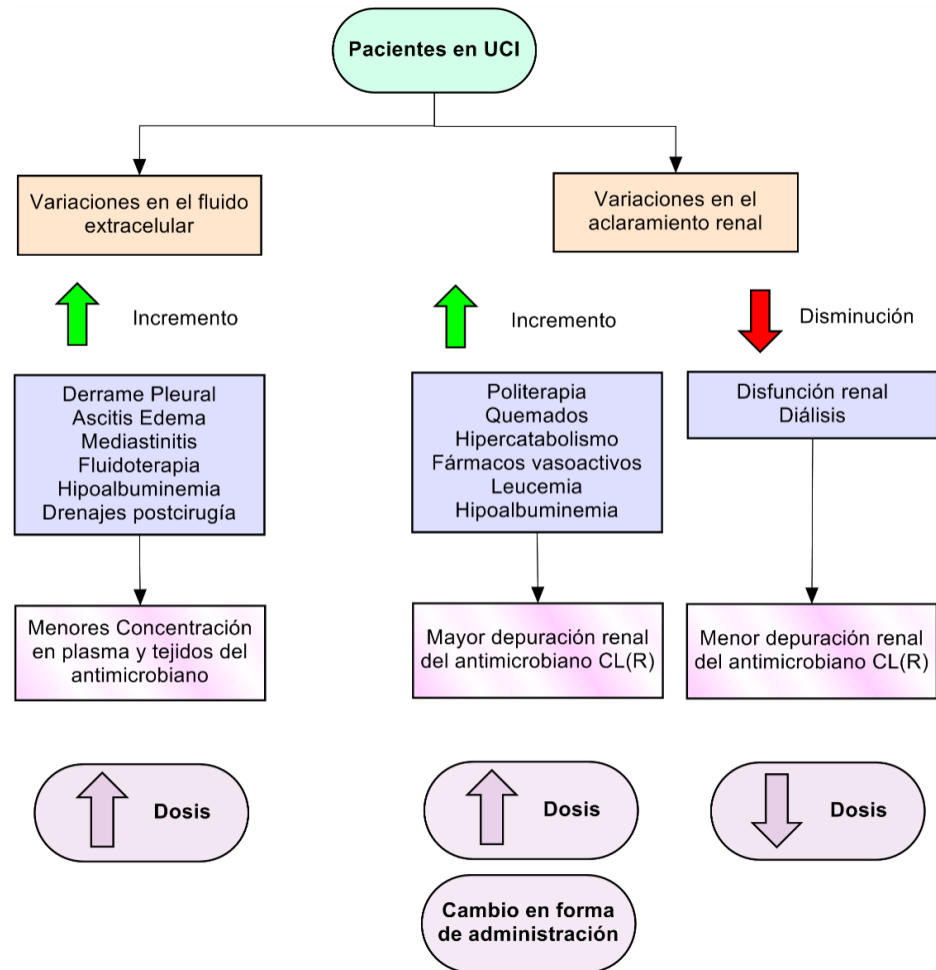 Pacientes en UCI
Variaciones en el fluido
extracelular
Variaciones en el
aclaramiento renal
Incremento
Incremento
Disminución
Derrame Pleural
Ascitis Edema
Mediastinitis
Fluidoterapia
Hipoalbuminemia
Drenajes postcirugía
Politerapia
Quemados
Hipercatabolismo
Fármacos vasoactivos
Leucemia
Hipoalbuminemia
Disfunción renal
Diálisis
Menores Concentración
en plasma y tejidos del
antimicrobiano
Mayor depuración renal
del antimicrobiano CL(R)
Menor depuración renal
del antimicrobiano CL(R)
Dosis
Dosis
Dosis
Cambio en forma
de administración